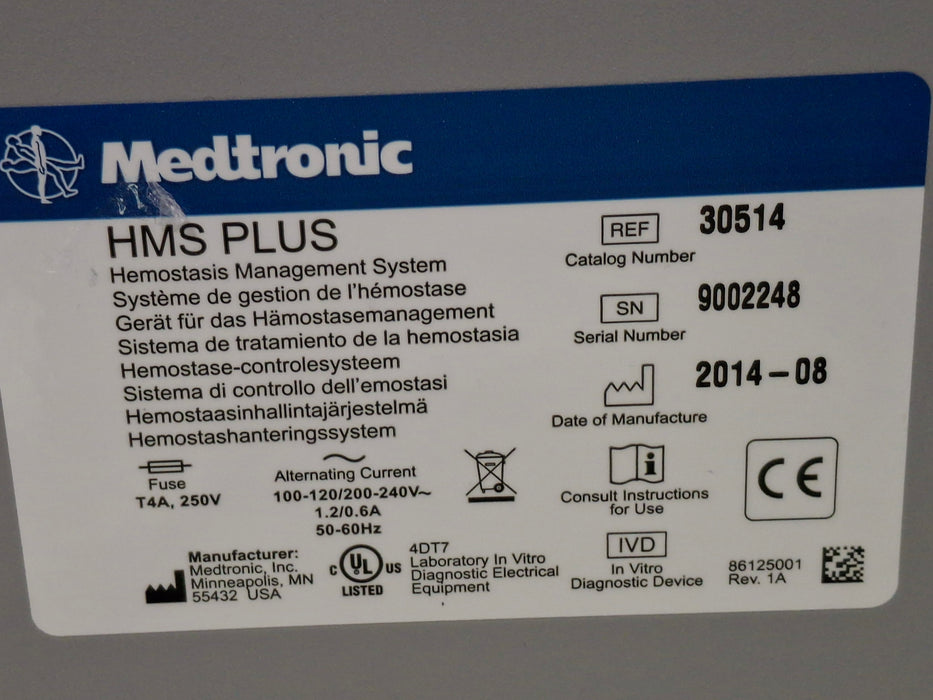 Medtronic
HMS PLUS
Hemostasis Management System
Système de gestion de l'hémostase
Gerät für das Hämostasemanagement
Sistema de tratamiento de la hemostasia
Hemostase-controlesysteem
Sistema di controllo dell'emostasi
Hemostaasinhallintajärjestelmä
Hemostashanteringssystem
REF 30514
Catalog Number
SN 9002248
Serial Number
2014-08
Date of Manufacture
Fuse
T4A, 250V
Alternating Current
100-120/200-240V~
1.2/0.6A
50-60Hz
i
Consult Instructions
for Use
CE
Manufacturer:
Medtronic, Inc.
Minneapolis, MN
55432 USA
C UL US
LISTED
4DT7
Laboratory In Vitro
Diagnostic Electrical
Equipment
IVD
In Vitro
Diagnostic Device
86125001
Rev. 1A